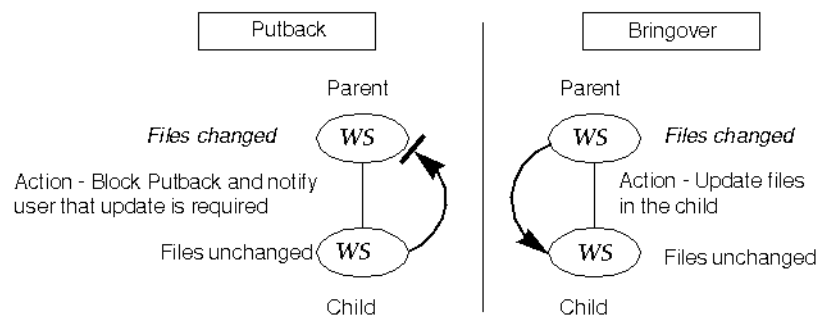 Putback
Parent
Files changed
WS
Action - Block Putback and notify
user that update is required
Files unchanged
WS
Child
Bringover
Parent
WS
Files changed
Action - Update files
in the child
WS
Files unchanged
Child